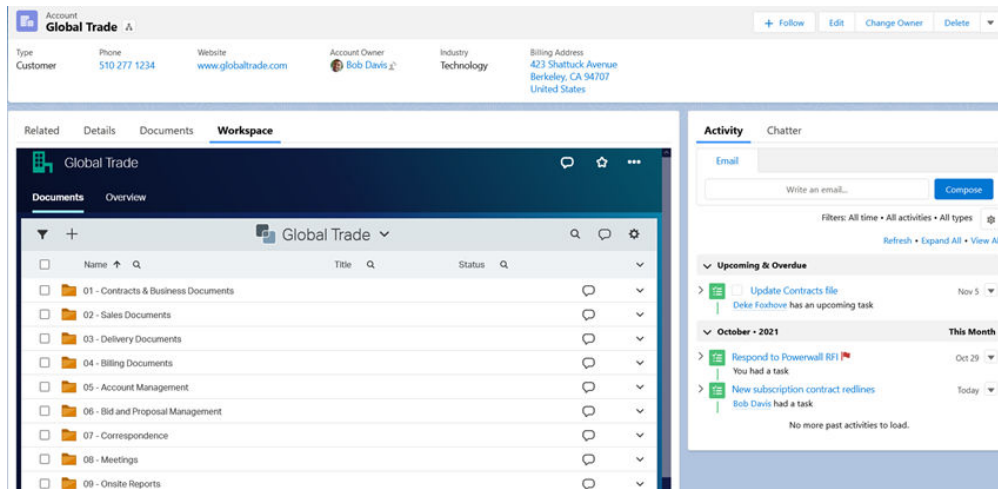 Account
Global Trade
+ Follow Edit Change Owner Delete
Type Phone Website Account Owner Industry Billing Address
Customer 510 277 1234 www.globaltrade.com Bob Davis Technology 423 Shattuck Avenue
Berkeley, CA 94707
United States
Related Details Documents Workspace
Global Trade
Documents Overview
Global Trade
Name Title Status
01 - Contracts & Business Documents
02 - Sales Documents
03 - Delivery Documents
04 - Billing Documents
05 - Account Management
06 - Bid and Proposal Management
07 - Correspondence
08 - Meetings
09 - Onsite Reports
Activity Chatter
Email
Write an email...
Compose
Filters: All time • All activities • All types
Refresh • Expand All • View Al
Upcoming & Overdue
Update Contracts file Nov 5
Deke Foxhove has an upcoming task
October • 2021 This Month
Respond to Powerwall RFI Oct 29
You had a task
New subscription contract redlines Today
Bob Davis had a task
No more past activities to load.